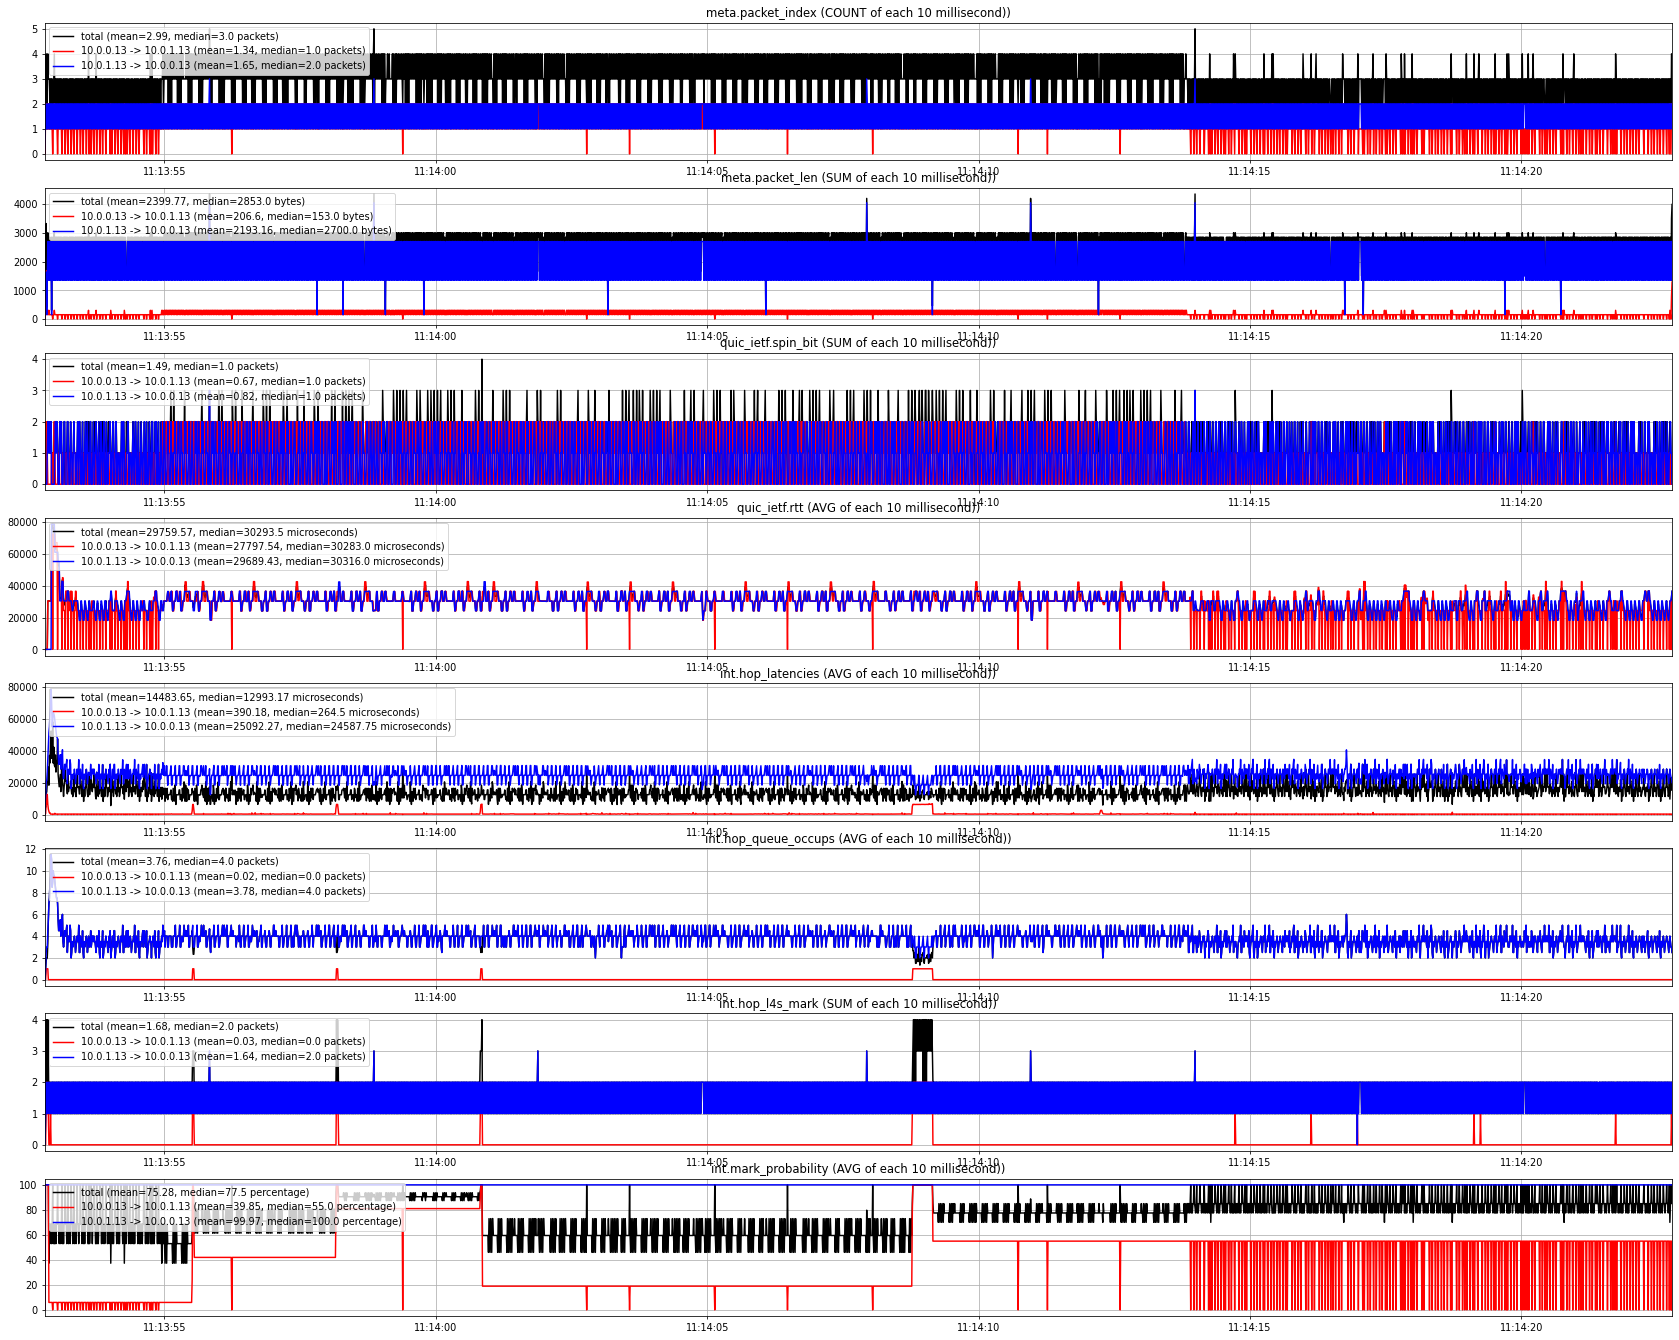 meta.packet_index (COUNT of each 10 millisecond))
5
4
3
2
1
0
total (mean=2.99, median=3.0 packets)
10.0.0.13 -> 10.0.1.13 (mean=1.34, median=1.0 packets)
10.0.1.13 -> 10.0.0.13 (mean=1.65, median=2.0 packets)
11:13:55 11:14:00 11:14:05 11:14:10 11:14:15 11:14:20
meta.packet_len (SUM of each 10 millisecond))
4000
3000
2000
1000
0
total (mean=2399.77, median=2853.0 bytes)
10.0.0.13 -> 10.0.1.13 (mean=206.6, median=153.0 bytes)
10.0.1.13 -> 10.0.0.13 (mean=2193.16, median=2700.0 bytes)
11:13:55 11:14:00 11:14:05 11:14:10 11:14:15 11:14:20
quic_ietf.spin_bit (SUM of each 10 millisecond))
4
3
2
1
0
total (mean=1.49, median=1.0 packets)
10.0.0.13 -> 10.0.1.13 (mean=0.67, median=1.0 packets)
10.0.1.13 -> 10.0.0.13 (mean=0.82, median=1.0 packets)
11:13:55 11:14:00 11:14:05 11:14:10 11:14:15 11:14:20
quic_ietf.rtt (AVG of each 10 millisecond))
80000
60000
40000
20000
0
total (mean=29759.57, median=30293.5 microseconds)
10.0.0.13 -> 10.0.1.13 (mean=27797.54, median=30283.0 microseconds)
10.0.1.13 -> 10.0.0.13 (mean=29689.43, median=30316.0 microseconds)
11:13:55 11:14:00 11:14:05 11:14:10 11:14:15 11:14:20
int.hop_latencies (AVG of each 10 millisecond))
80000
60000
40000
20000
0
total (mean=14483.65, median=12993.17 microseconds)
10.0.0.13 -> 10.0.1.13 (mean=390.18, median=264.5 microseconds)
10.0.1.13 -> 10.0.0.13 (mean=25092.27, median=24587.75 microseconds)
11:13:55 11:14:00 11:14:05 11:14:10 11:14:15 11:14:20
int.hop_queue_occups (AVG of each 10 millisecond))
12
10
8
6
4
2
0
total (mean=3.76, median=4.0 packets)
10.0.0.13 -> 10.0.1.13 (mean=0.02, median=0.0 packets)
10.0.1.13 -> 10.0.0.13 (mean=3.78, median=4.0 packets)
11:13:55 11:14:00 11:14:05 11:14:10 11:14:15 11:14:20
int.hop_l4s_mark (SUM of each 10 millisecond))
4
3
2
1
0
total (mean=1.68, median=2.0 packets)
10.0.0.13 -> 10.0.1.13 (mean=0.03, median=0.0 packets)
10.0.1.13 -> 10.0.0.13 (mean=1.64, median=2.0 packets)
11:13:55 11:14:00 11:14:05 11:14:10 11:14:15 11:14:20
int.mark_probability (AVG of each 10 millisecond))
100
80
60
40
20
0
total (mean=75.28, median=77.5 percentage)
10.0.0.13 -> 10.0.1.13 (mean=39.85, median=55.0 percentage)
10.0.1.13 -> 10.0.0.13 (mean=99.97, median=100.0 percentage)
11:13:55 11:14:00 11:14:05 11:14:10 11:14:15 11:14:20